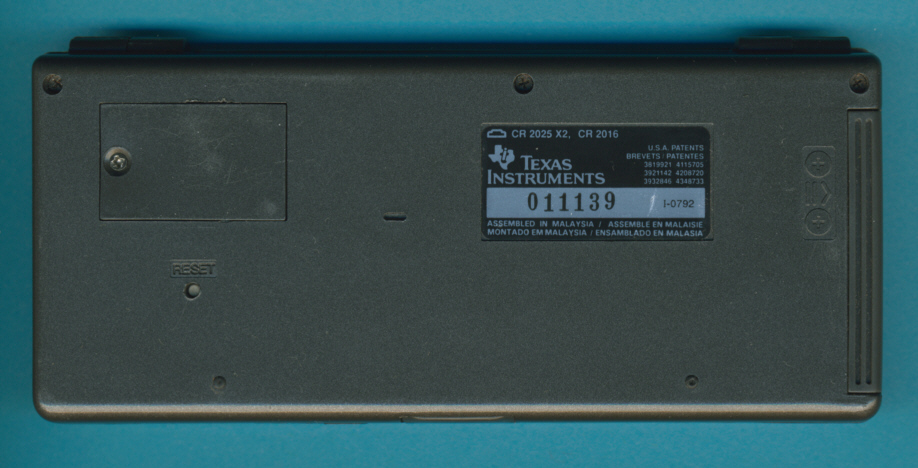 CR 2025 X2, CR 2016
U.S.A. PATENTS
BREVETS : PATENTES
3819921 4115705
3921142 4208720
3932846 4348733
TEXAS
INSTRUMENTS
011139
I-0792
ASSEMBLED IN MALAYSIA / ASSEMBLE EN MALAISIE
MONTADO EM MALAYSIA / ENSAMBLADO EN MALASIA
RESET